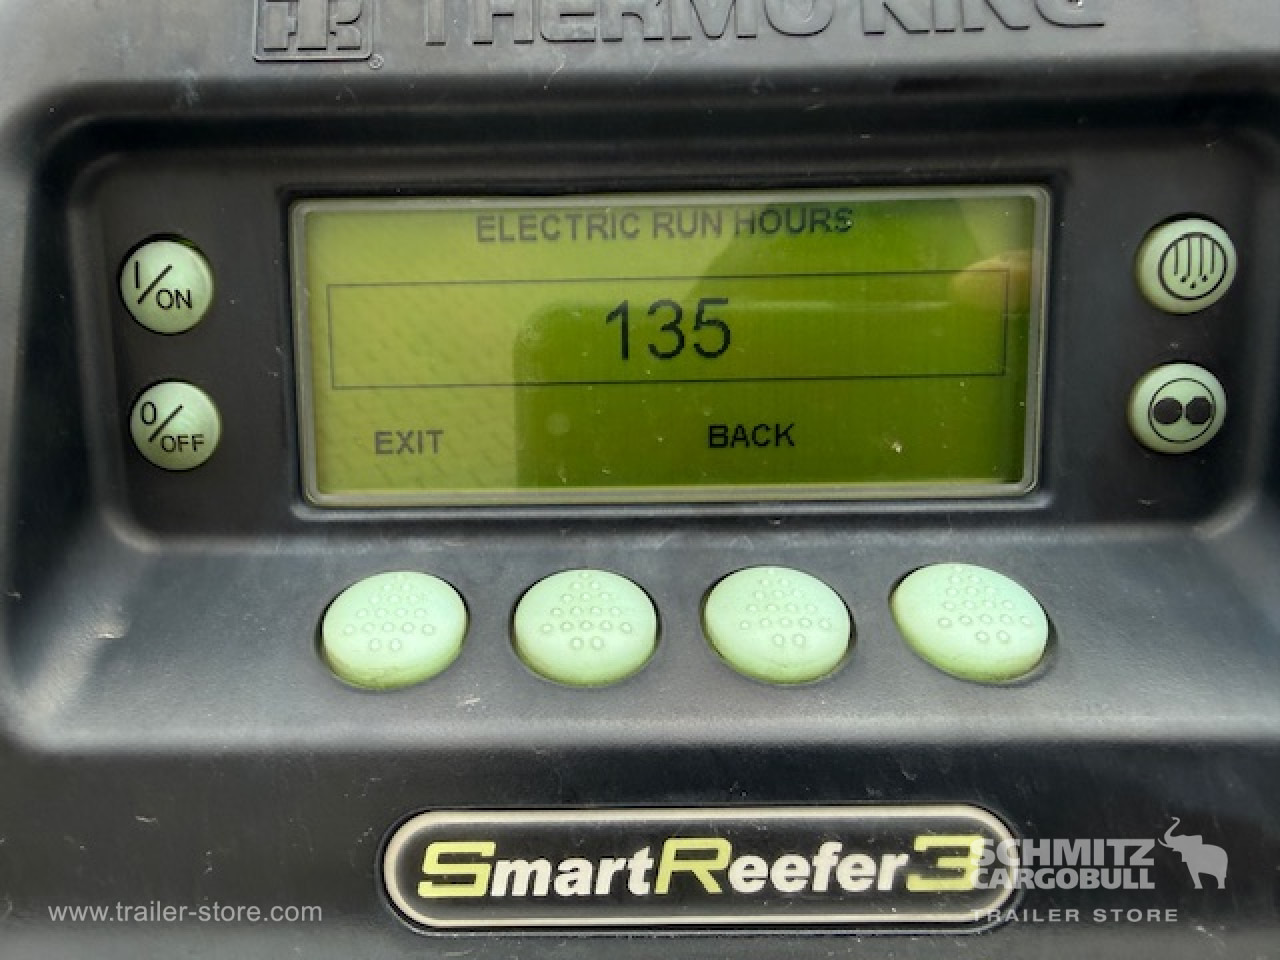 THERMO KING
ELECTRIC RUN HOURS
I/ON
135
O/OFF
EXIT BACK
SmartReefer3
SCHMITZ
CARGOBULL
TRAILER STORE
www.trailer-store.com